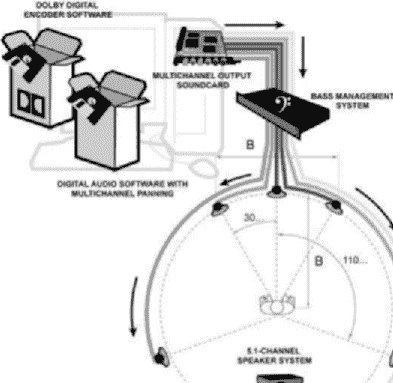 DOLBY DIGITAL
ENCODER SOFTWARE
MULTICHANNEL OUTPUT
SOUNDCARD
BASS MANAGEMENT
SYSTEM
B
DIGITAL AUDIO SOFTWARE WITH
MULTICHANNEL PANNING
30...
B
110...
5.1-CHANNEL
SPEAKER SYSTEM